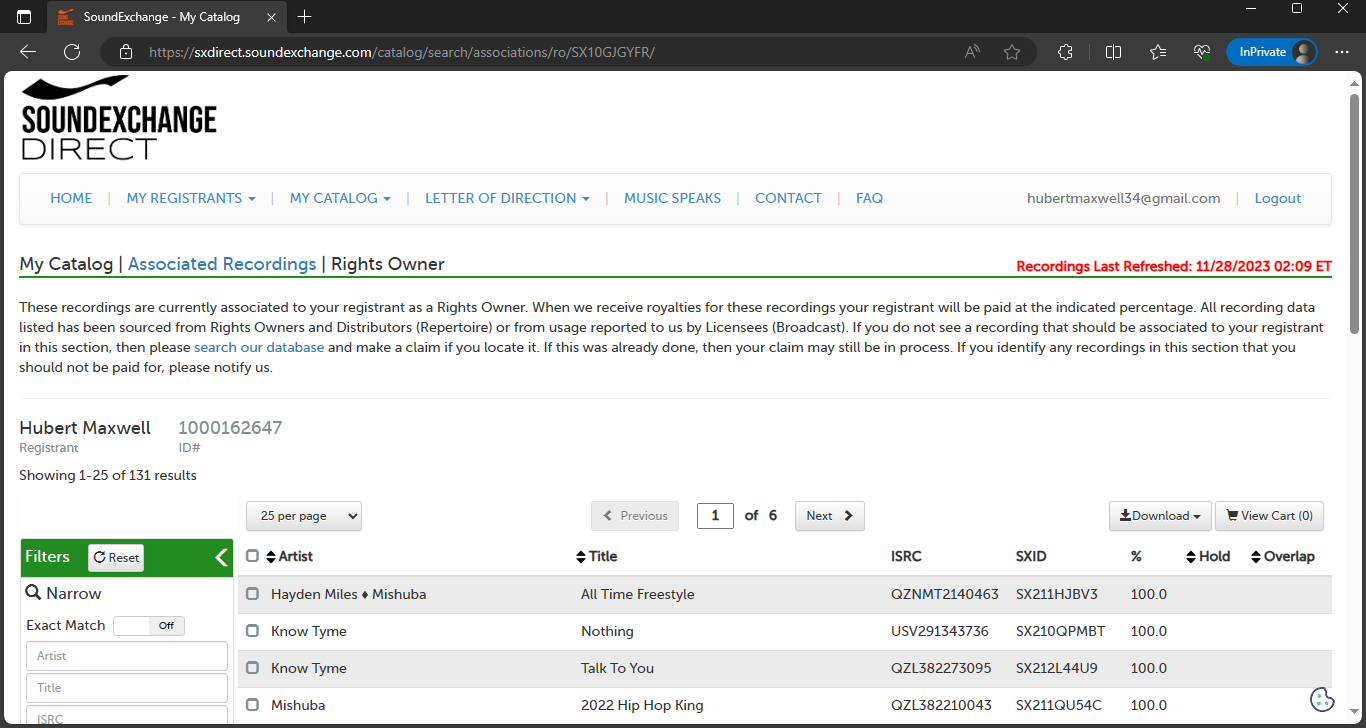 SoundExchange - My Catalog
https://sxdirect.soundexchange.com/catalog/search/associations/ro/SX10GJGYFR/
InPrivate
SOUNDEXCHANGE
DIRECT
HOME | MY REGISTRANTS | MY CATALOG | LETTER OF DIRECTION | MUSIC SPEAKS | CONTACT | FAQ hubertmaxwell34@gmail.com | Logout
My Catalog | Associated Recordings | Rights Owner Recordings Last Refreshed: 11/28/2023 02:09 ET
These recordings are currently associated to your registrant as a Rights Owner. When we receive royalties for these recordings your registrant will be paid at the indicated percentage. All recording data
listed has been sourced from Rights Owners and Distributors (Repertoire) or from usage reported to us by Licensees (Broadcast). If you do not see a recording that should be associated to your registrant
in this section, then please search our database and make a claim if you locate it. If this was already done, then your claim may still be in process. If you identify any recordings in this section that you
should not be paid for, please notify us.
Hubert Maxwell 1000162647
Registrant ID#
Showing 1-25 of 131 results
25 per page Previous 1 of 6 Next Download View Cart (0)
Filters Reset
Artist Title ISRC SXID % Hold Overlap
Narrow
Hayden Miles ♦ Mishuba All Time Freestyle QZNMT2140463 SX211HJBV3 100.0
Exact Match Off
Know Tyme Nothing USV291343736 SX210QPMBT 100.0
Artist
Know Tyme Talk To You QZL382273095 SX212L44U9 100.0
Title
Mishuba 2022 Hip Hop King QZL382210043 SX211QU54C 100.0
ISRC